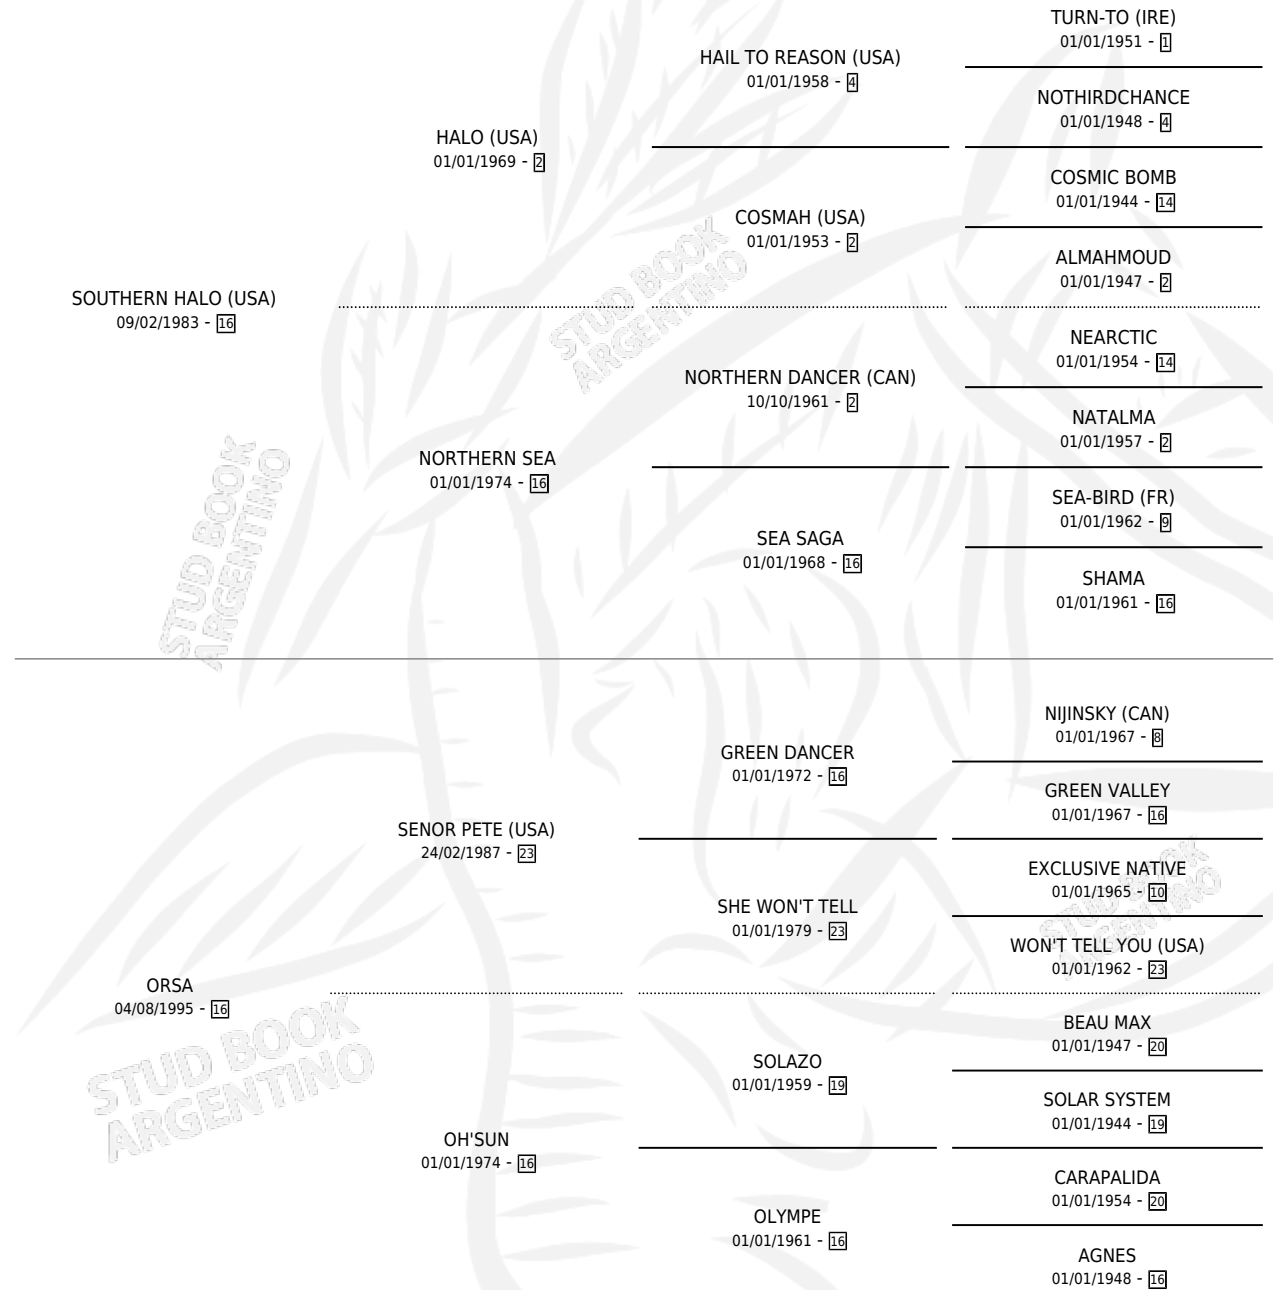 TURN-TO (IRE)
01/01/1951 - 1
HAIL TO REASON (USA)
01/01/1958 - 4
NOTHIRDCHANCE
01/01/1948 - 4
HALO (USA)
01/01/1969 - 2
COSMIC BOMB
01/01/1944 - 14
COSMAH (USA)
01/01/1953 - 2
ALMAHMOUD
01/01/1947 - 2
SOUTHERN HALO (USA)
09/02/1983 - 16
STUD BOOK
ARGENTINO
NEARCTIC
01/01/1954 - 14
NORTHERN DANCER (CAN)
10/10/1961 - 2
NATALMA
01/01/1957 - 2
NORTHERN SEA
01/01/1974 - 16
STUD BOOK
ARGENTINO
SEA-BIRD (FR)
01/01/1962 - 9
SEA SAGA
01/01/1968 - 16
SHAMA
01/01/1961 - 16
NIJINSKY (CAN)
01/01/1967 - 8
GREEN DANCER
01/01/1972 - 16
GREEN VALLEY
01/01/1967 - 16
SENOR PETE (USA)
24/02/1987 - 23
EXCLUSIVE NATIVE
01/01/1965 - 10
STUD BOOK
ARGENTINO
SHE WON'T TELL
01/01/1979 - 23
WON'T TELL YOU (USA)
01/01/1962 - 23
ORSA
04/08/1995 - 16
STUD BOOK
ARGENTINO
BEAU MAX
01/01/1947 - 20
SOLAZO
01/01/1959 - 19
SOLAR SYSTEM
01/01/1944 - 19
OH'SUN
01/01/1974 - 16
CARAPALIDA
01/01/1954 - 20
OLYMPE
01/01/1961 - 16
AGNES
01/01/1948 - 16